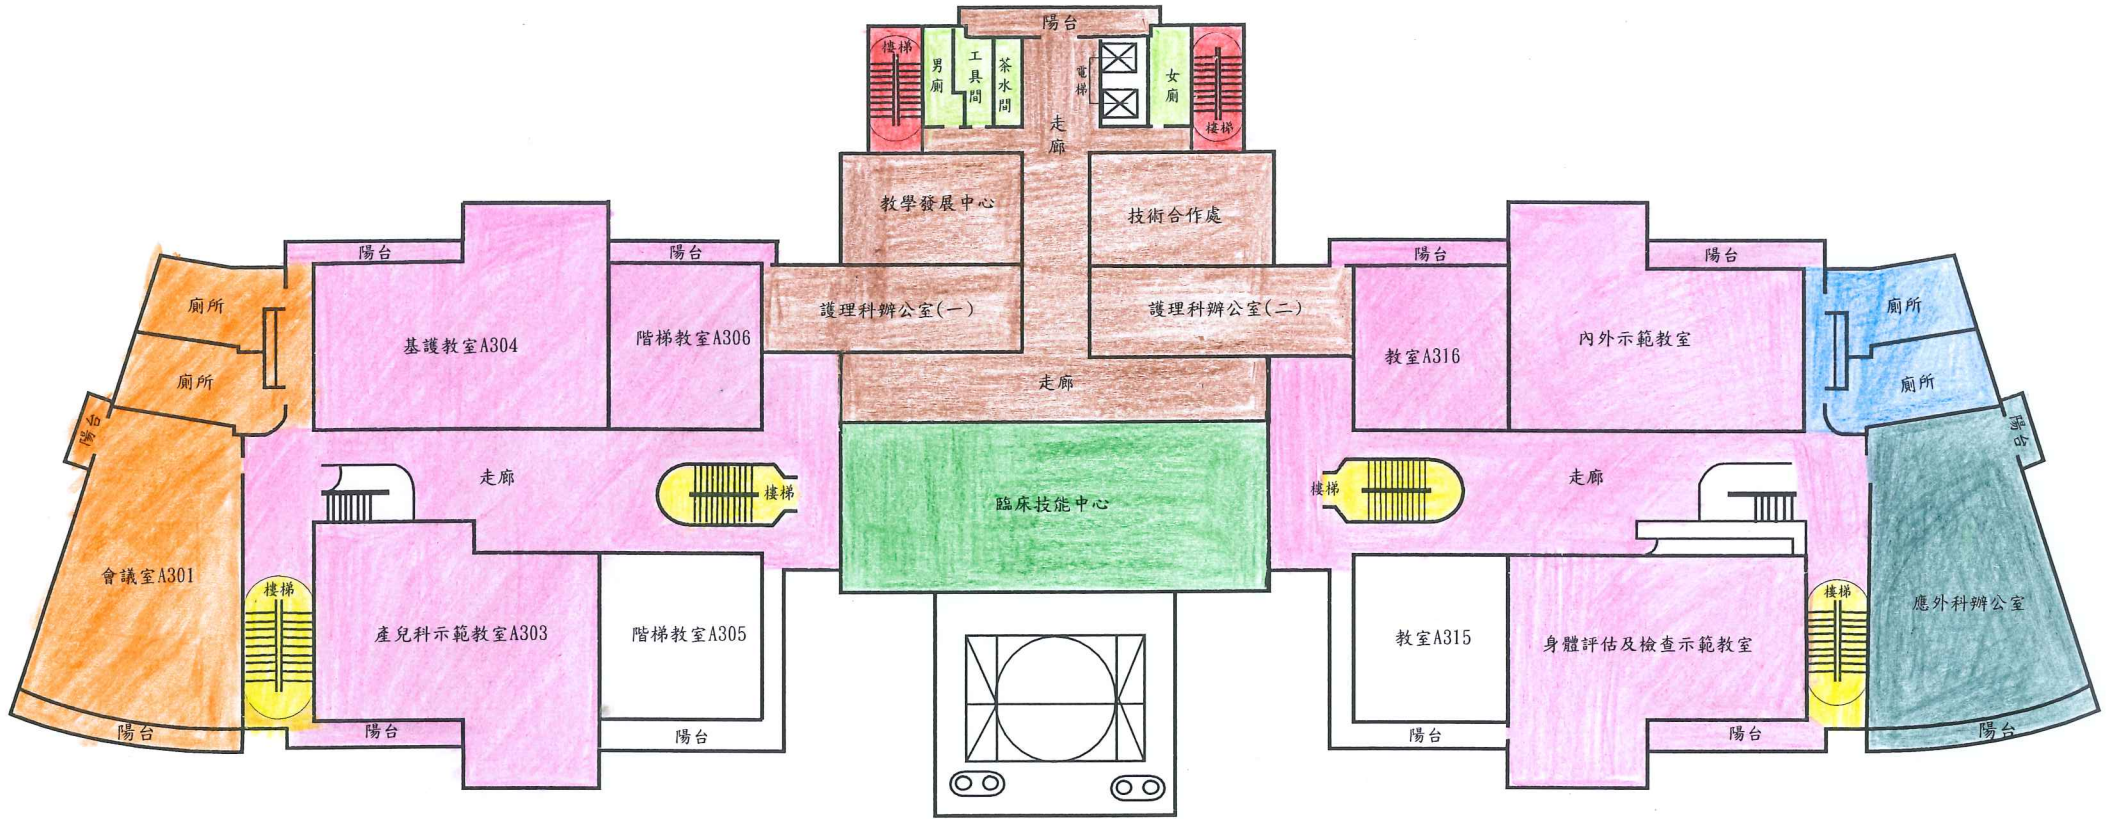 陽台
樓梯
男廁
工具間
茶水間
電梯
女廁
樓梯
走廊
教學發展中心
技術合作處
陽台
陽台
陽台
陽台
廁所
護理科辦公室(一)
護理科辦公室(二)
廁所
基護教室A304
階梯教室A306
教室A316
內外示範教室
廁所
走廊
廁所
陽台
陽台
走廊
樓梯
臨床技能中心
樓梯
走廊
會議室A301
樓梯
產兒科示範教室A303
階梯教室A305
教室A315
身體評估及檢查示範教室
樓梯
應外科辦公室
陽台
陽台
陽台
陽台
陽台
陽台